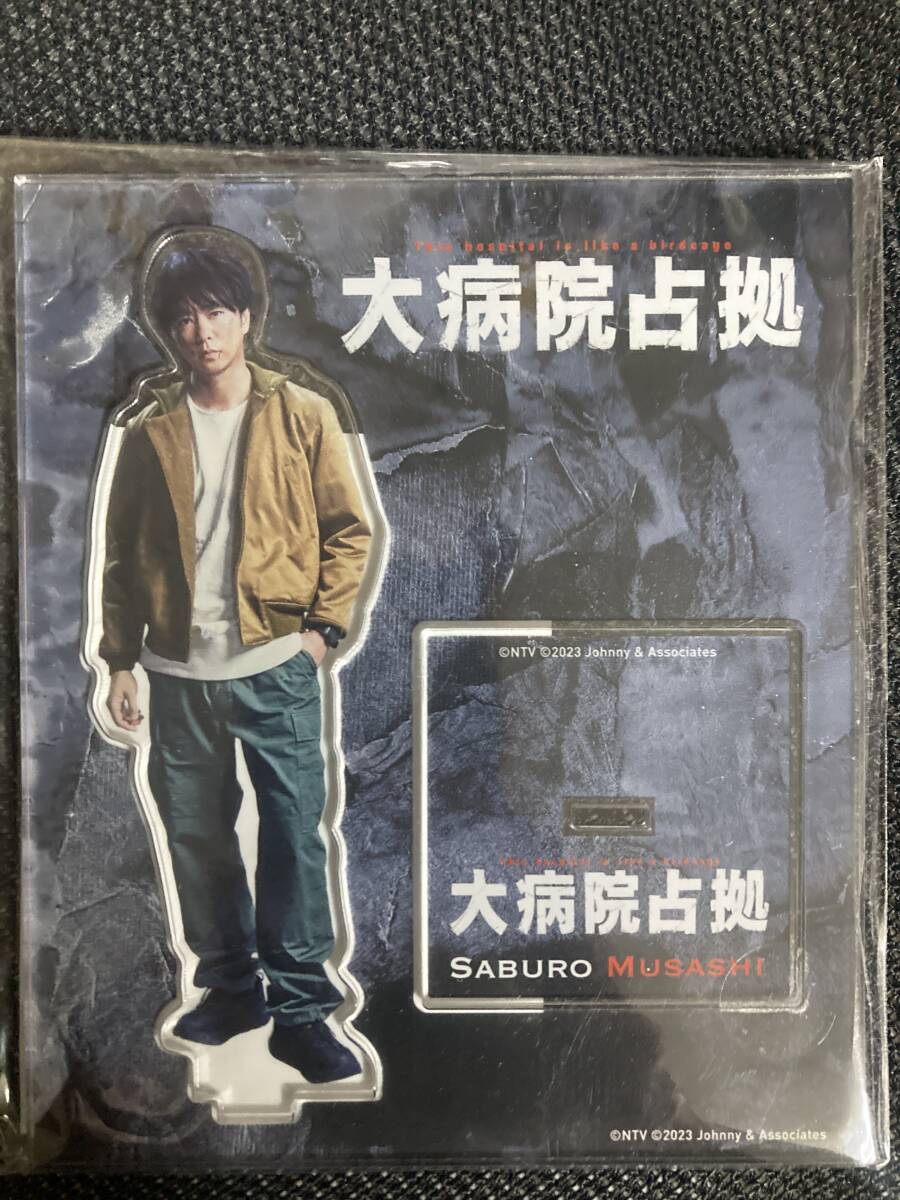 This hospital is like a birdcage
大病院占拠
©NTV ©2023 Johnny & Associates
This hospital is like a birdcage
大病院占拠
SABURO MUSASHI
©NTV ©2023 Johnny & Associates